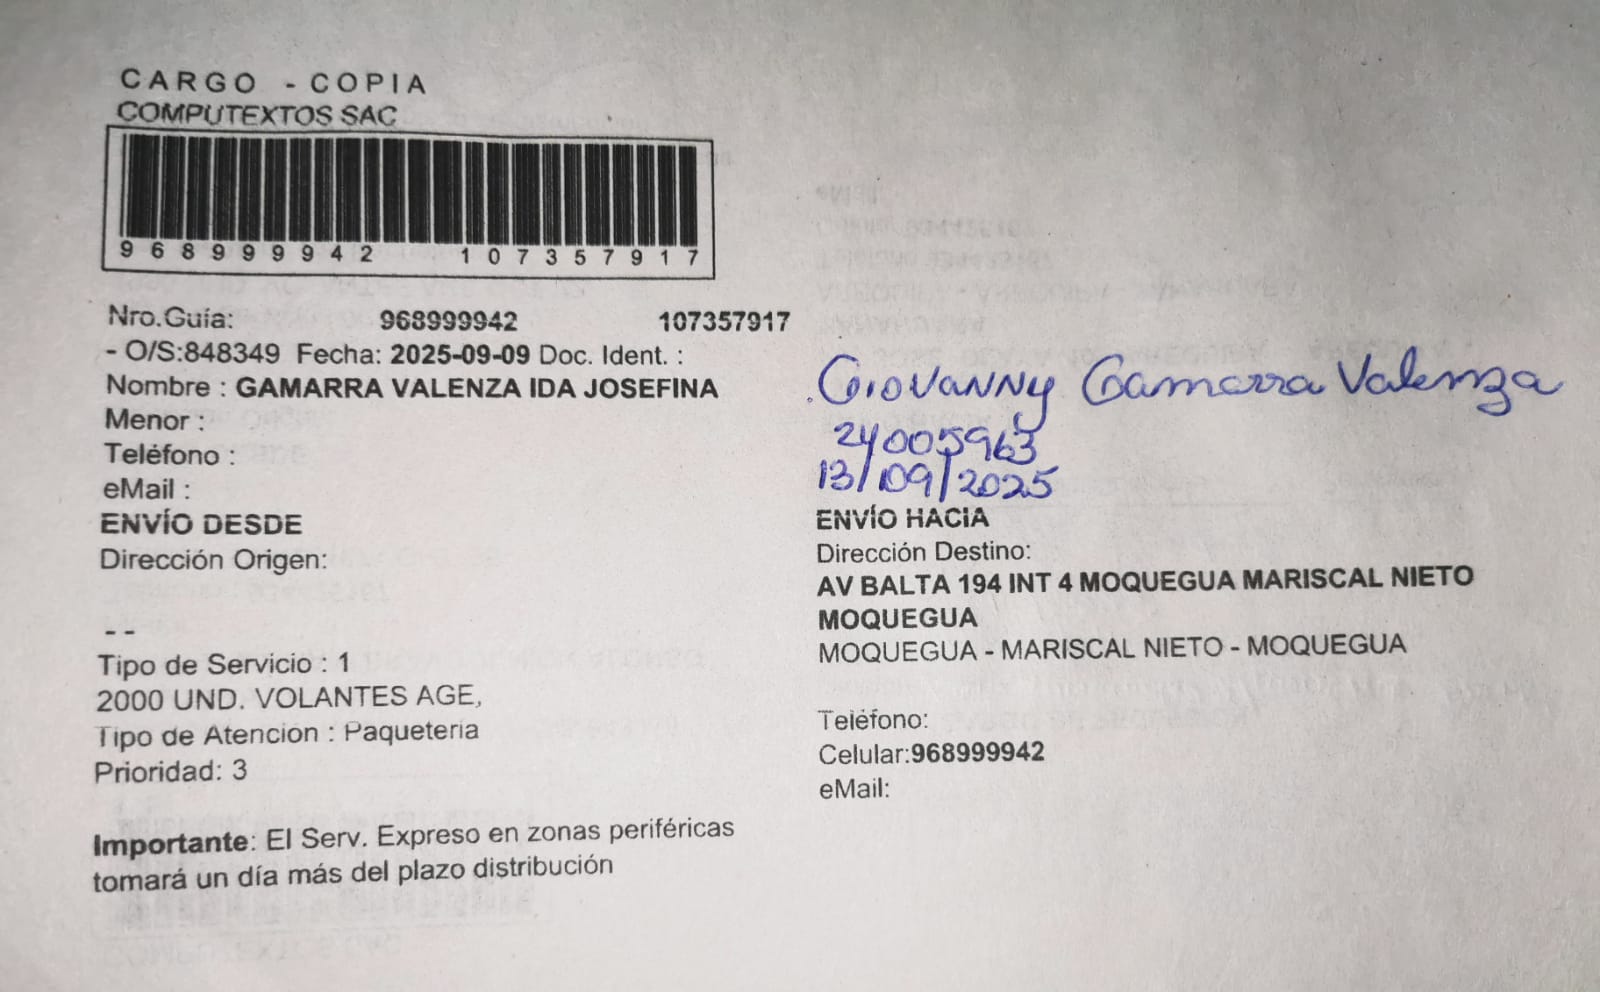 CARGO - COPIA
COMPUTEXTOS SAC
968999942 107357917
Nro.Guía: 968999942 107357917
- O/S:848349 Fecha: 2025-09-09 Doc. Ident. :
Nombre : GAMARRA VALENZA IDA JOSEFINA
Menor :
Teléfono :
eMail :
ENVÍO DESDE
Dirección Origen:
- -
Tipo de Servicio : 1
2000 UND. VOLANTES AGE,
Tipo de Atencion : Paqueteria
Prioridad: 3
Importante: El Serv. Expreso en zonas periféricas
tomará un día más del plazo distribución
Giovanny Gamarra Valenza
24005963
13/09/2025
ENVÍO HACIA
Dirección Destino:
AV BALTA 194 INT 4 MOQUEGUA MARISCAL NIETO
MOQUEGUA
MOQUEGUA - MARISCAL NIETO - MOQUEGUA
Teléfono:
Celular:968999942
eMail: